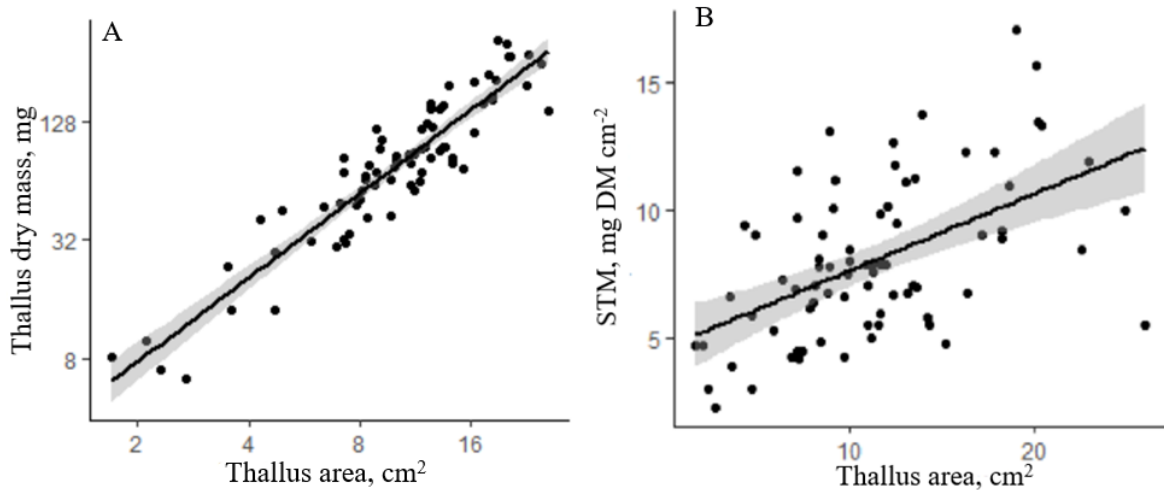 A
Thallus dry mass, mg
128
32
8
2 4 8 16
Thallus area, cm²
B
STM, mg DM cm⁻²
15
10
5
10 20
Thallus area, cm²